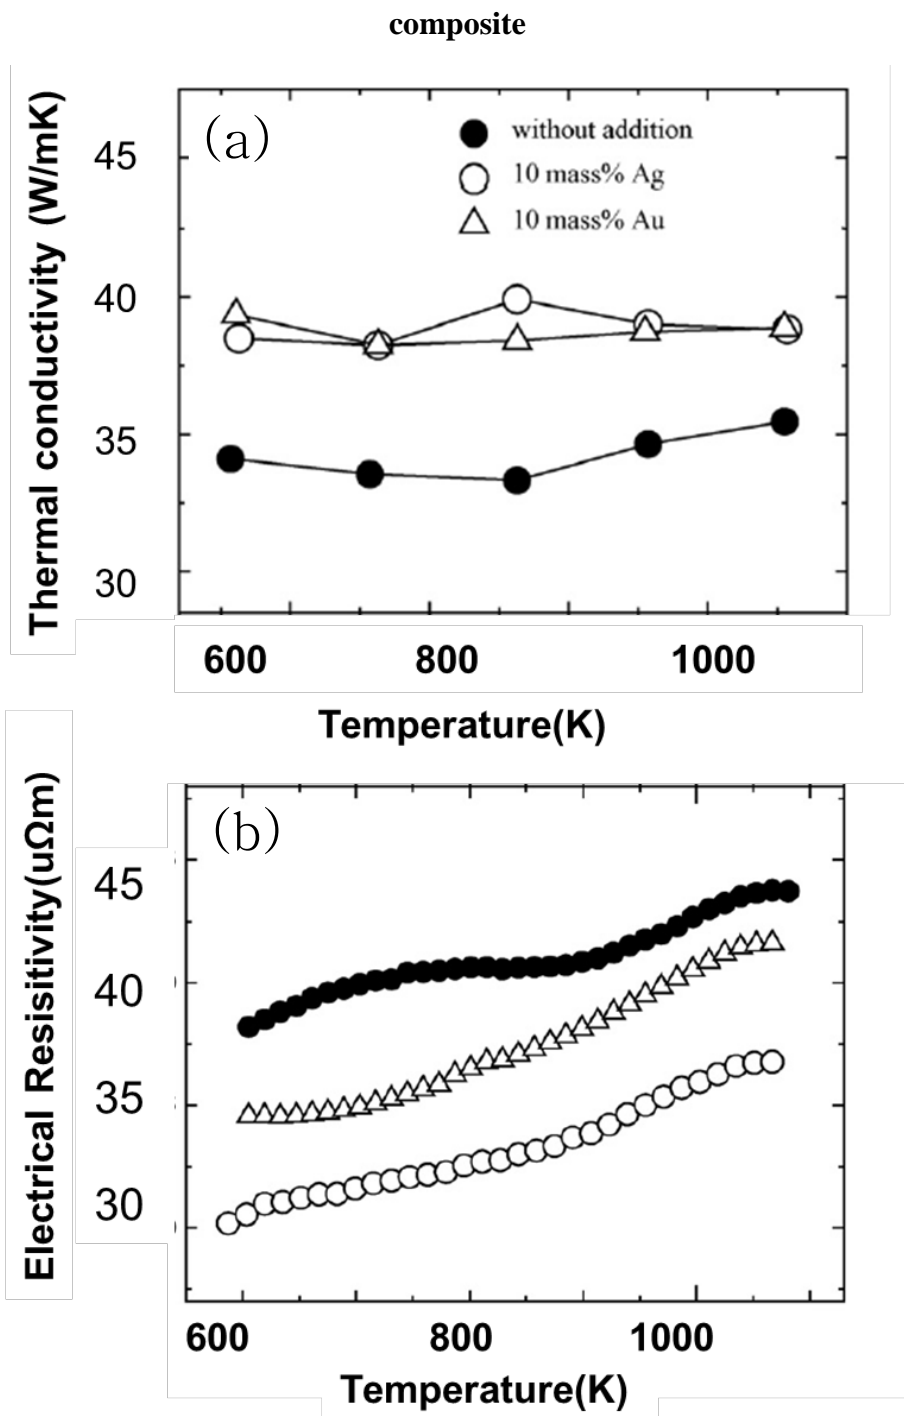 composite
Thermal conductivity (W/mK)
(a)
without addition
10 mass% Ag
10 mass% Au
45
40
35
30
600 800 1000
Temperature(K)
Electrical Resisitivity(uΩm)
(b)
45
40
35
30
600 800 1000
Temperature(K)